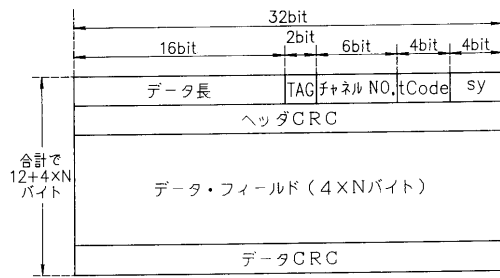 32bit
2bit
16bit
6bit
4bit
4bit
データ長
TAG
チャネルNO.
tCode
sy
ヘッダCRC
合計で
12+4×N
バイト
データ・フィールド(4×Nバイト)
データCRC